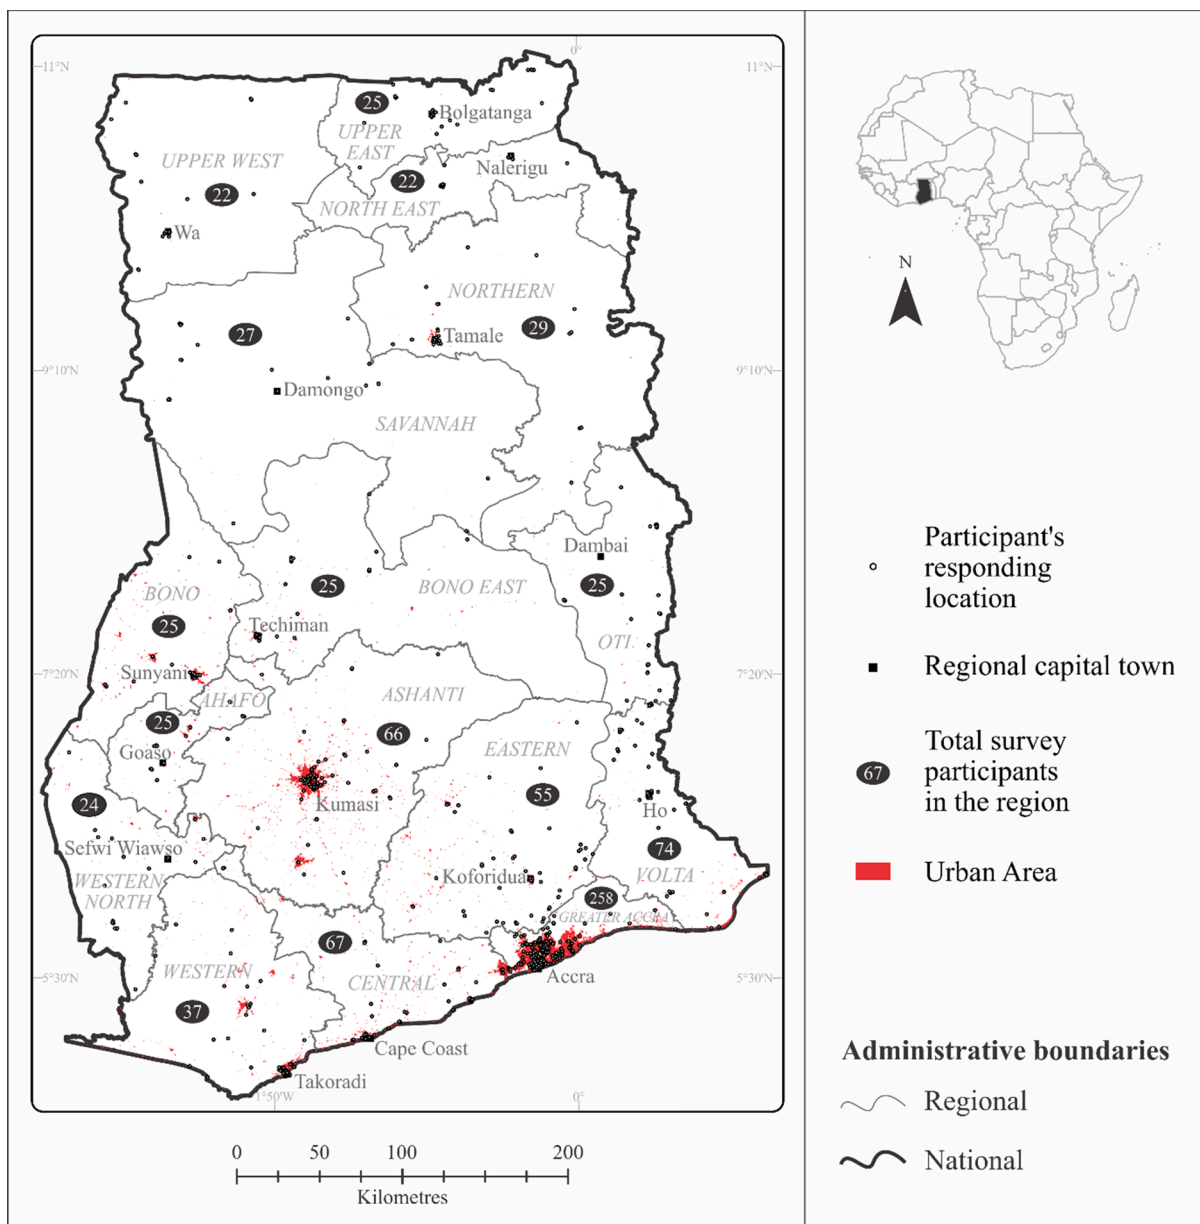 0°
11°N
11°N
25
Bolgatanga
UPPER
EAST
UPPER WEST
Nalerigu
22
22
NORTH EAST
Wa
NORTHERN
27
29
Tamale
9°10'N
9°10'N
Damongo
SAVANNAH
Dambai
BONO
25
BONO EAST
25
25
Techiman
OTI
7°20'N
Sunyani
7°20'N
AHAFO
ASHANTI
25
66
EASTERN
Goaso
24
Kumasi
55
Ho
Sefwi Wiawso
74
WESTERN
NORTH
Koforidua
VOLTA
258
GREATER ACCRA
67
WESTERN
CENTRAL
5°30'N
Accra
5°30'N
37
Cape Coast
Takoradi
1°50'W
0°
0 50 100 200
Kilometres
N
Participant's
responding
location
Regional capital town
67
Total survey
participants
in the region
Urban Area
Administrative boundaries
Regional
National